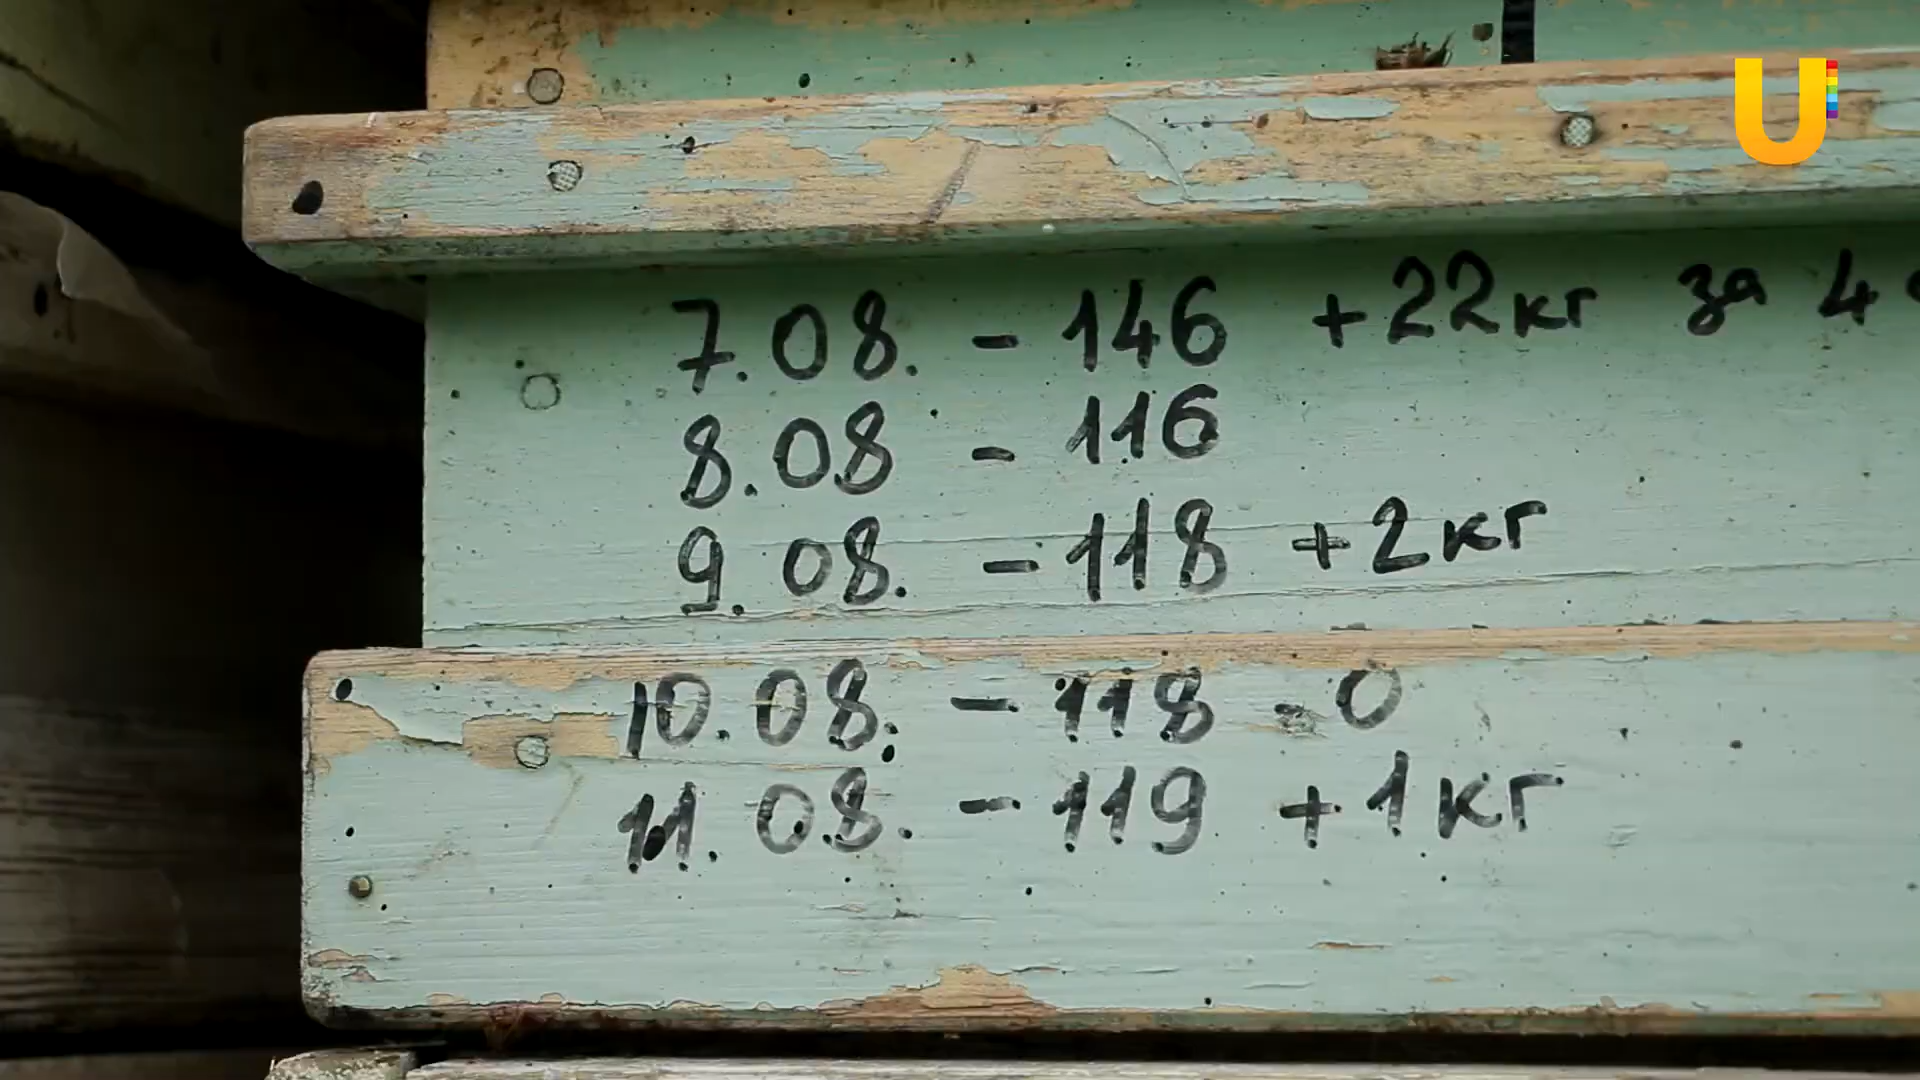 U
7.08. - 146 +22кг за 4
8.08 - 116
9.08. - 118 +2кг
10.08. - 118 - 0
11.08. - 119 +1кг